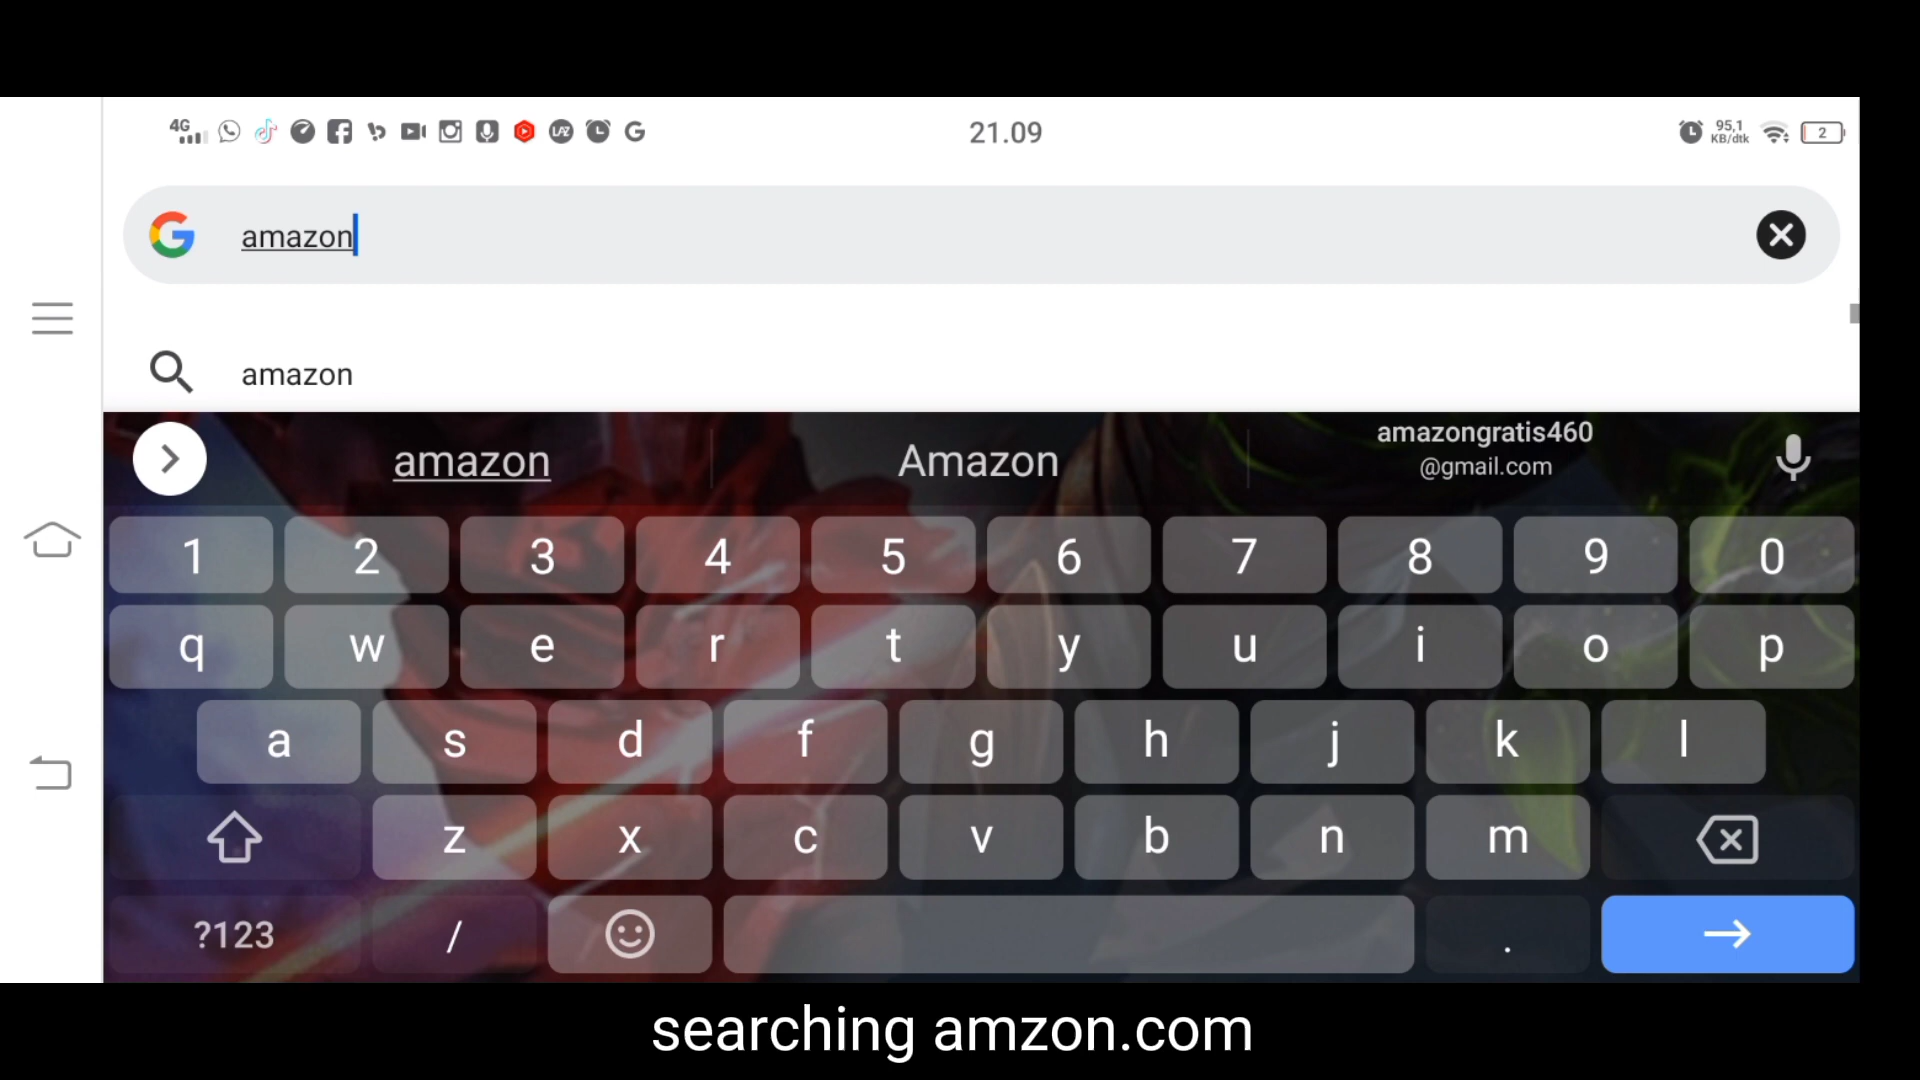 4G 21.09 95,1 KB/dtk 2
amazon
amazon
amazon Amazon amazongratis460
@gmail.com
1 2 3 4 5 6 7 8 9 0
q w e r t y u i o p
a s d f g h j k l
z x c v b n m
?123 / .
searching amzon.com